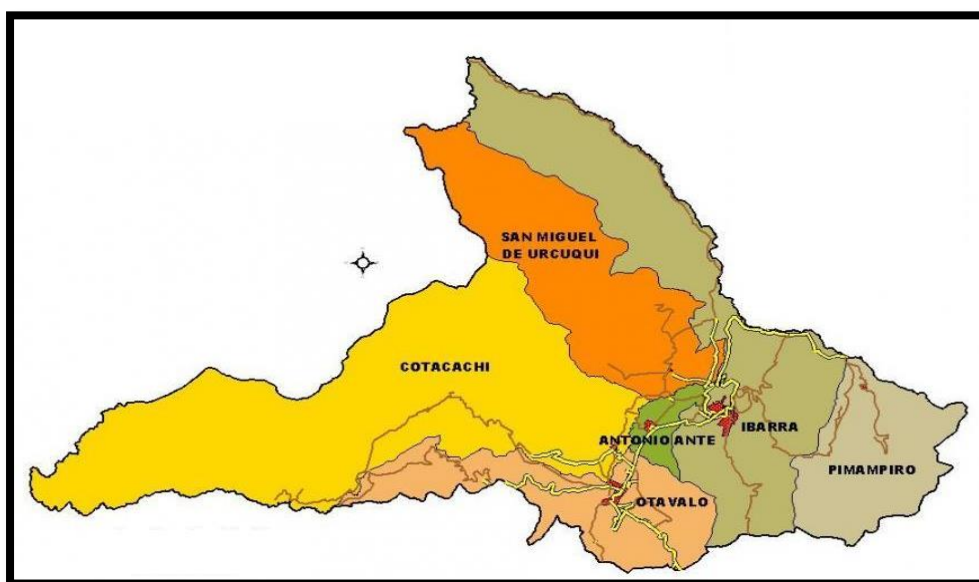 SAN MIGUEL
DE URCUQUI
COTACACHI
ANTONIO ANTE
IBARRA
PIMAMPIRO
OTAVALO